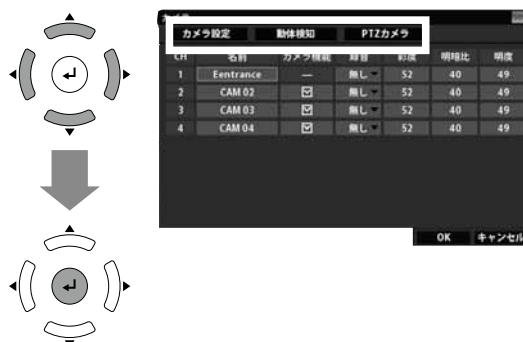 カメラ設定 動体検知 PTZカメラ
CH 名前 カメラ機能 録音 彩度 明暗比 明度
1 Eentrance — 無し 52 40 49
2 CAM 02 無し 52 40 49
3 CAM 03 無し 52 40 49
4 CAM 04 無し 52 40 49
OK キャンセル